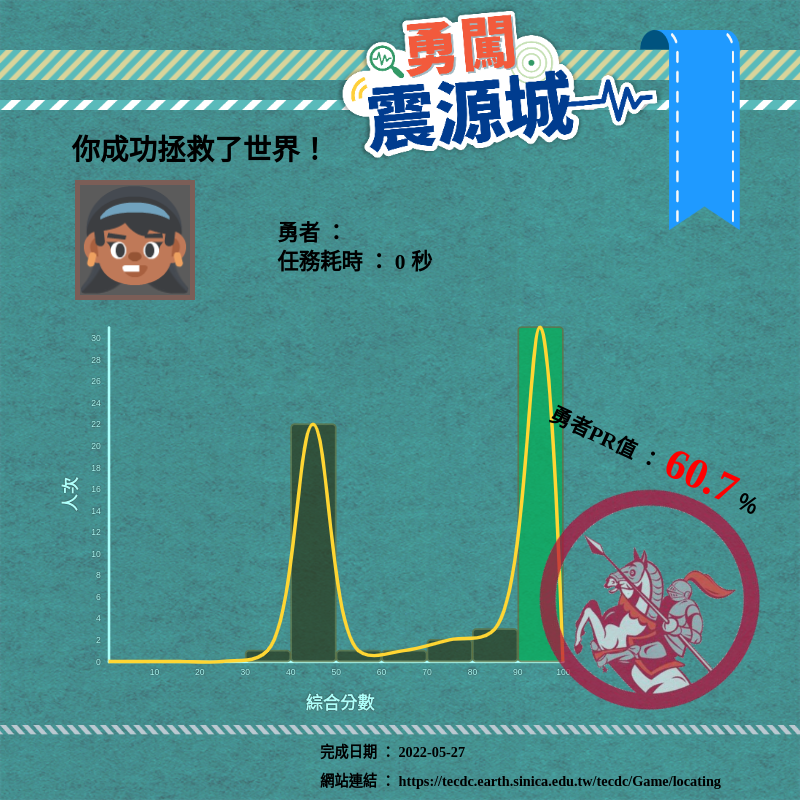 勇闖
震源城
你成功拯救了世界！
勇者 ：
任務耗時 ： 0 秒
30
28
26
24
22
20
18
16
14
12
10
8
6
4
2
0
人次
10 20 30 40 50 60 70 80 90 100
綜合分數
勇者PR值 ： 60.7 %
完成日期 ： 2022-05-27
網站連結 ： https://tecdc.earth.sinica.edu.tw/tecdc/Game/locating